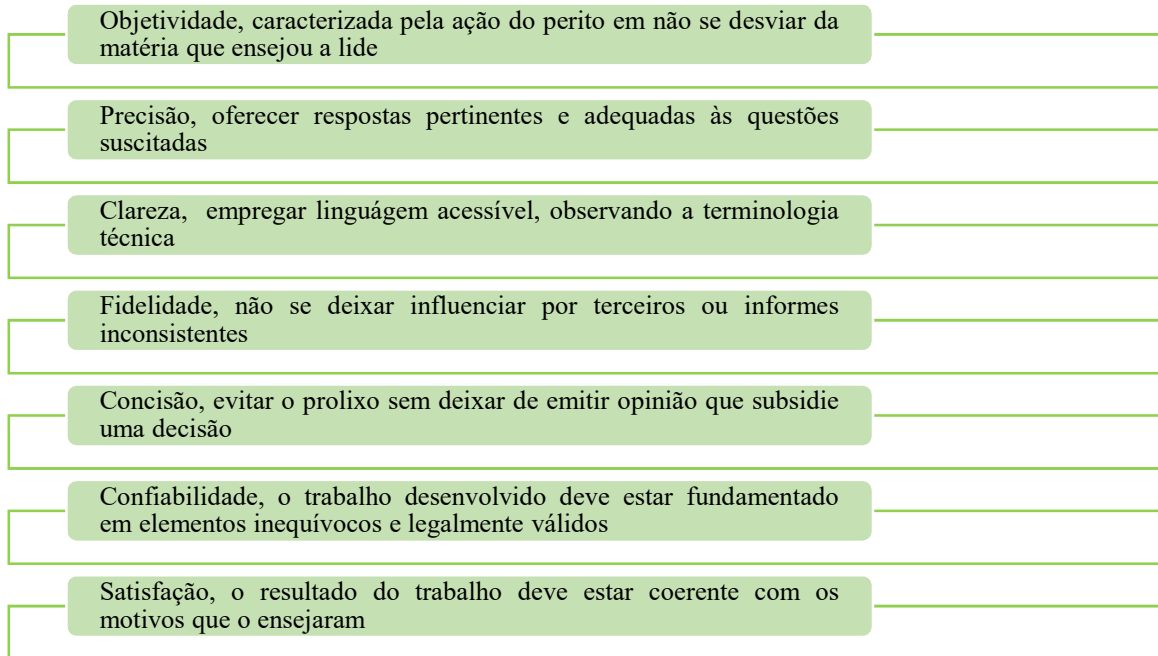 Objetividade, caracterizada pela ação do perito em não se desviar da
matéria que ensejou a lide
Precisão, oferecer respostas pertinentes e adequadas às questões
suscitadas
Clareza, empregar linguágem acessível, observando a terminologia
técnica
Fidelidade, não se deixar influenciar por terceiros ou informes
inconsistentes
Concisão, evitar o prolixo sem deixar de emitir opinião que subsidie
uma decisão
Confiabilidade, o trabalho desenvolvido deve estar fundamentado
em elementos inequívocos e legalmente válidos
Satisfação, o resultado do trabalho deve estar coerente com os
motivos que o ensejaram